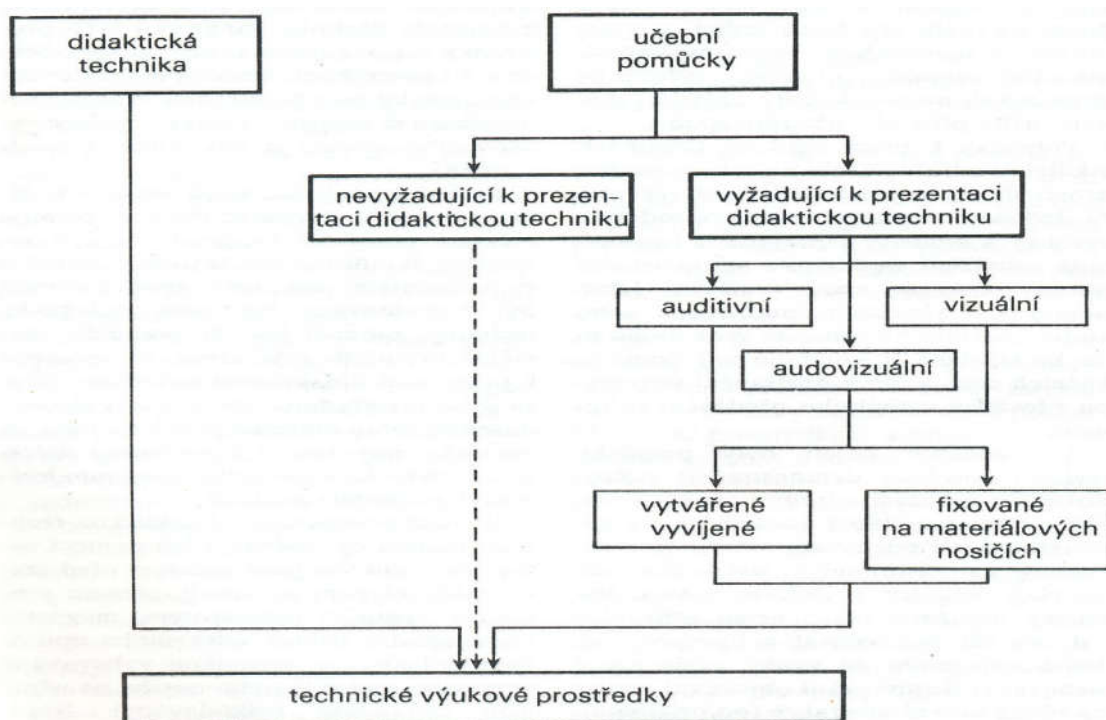 didaktická
technika
učební
pomůcky
nevyžadující k prezen-
taci didaktickou techniku
vyžadující k prezentaci
didaktickou techniku
auditivní
vizuální
audovizuální
vytvářené
vyvíjené
fixované
na materiálových
nosičích
technické výukové prostředky